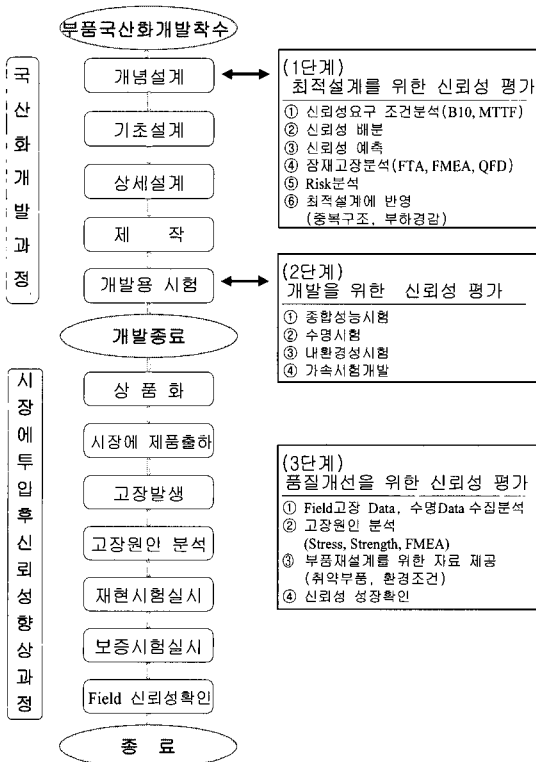 부품국산화개발착수
국산화개발과정
개념설계
기초설계
상세설계
제 작
개발용 시험
개발종료
시장에투입후신뢰성향상과정
상 품 화
시장에 제품출하
고장발생
고장원안 분석
재현시험실시
보증시험실시
Field 신뢰성확인
종 료
(1단계)
최적설계를 위한 신뢰성 평가
① 신뢰성요구 조건분석(B10, MTTF)
② 신뢰성 배분
③ 신뢰성 예측
④ 잠재고장분석(FTA, FMEA, QFD)
⑤ Risk분석
⑥ 최적설계에 반영
(중복구조, 부하경감)
(2단계)
개발을 위한 신뢰성 평가
① 종합성능시험
② 수명시험
③ 내환경성시험
④ 가속시험개발
(3단계)
품질개선을 위한 신뢰성 평가
① Field고장 Data, 수명Data 수집분석
② 고장원인 분석
(Stress, Strength, FMEA)
③ 부품재설계를 위한 자료 제공
(취약부품, 환경조건)
④ 신뢰성 성장확인